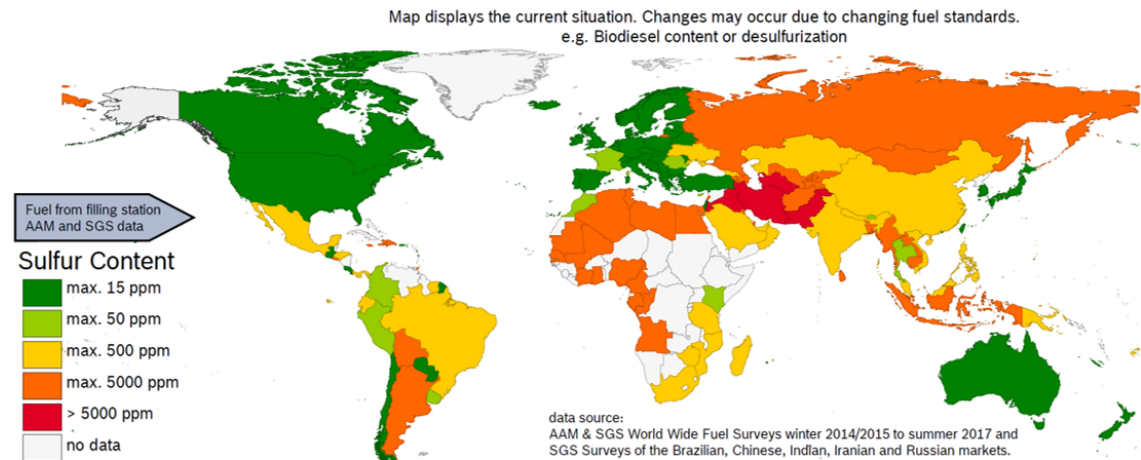 Map displays the current situation. Changes may occur due to changing fuel standards.
e.g. Biodiesel content or desulfurization
Fuel from filling station
AAM and SGS data
Sulfur Content
max. 15 ppm
max. 50 ppm
max. 500 ppm
max. 5000 ppm
> 5000 ppm
no data
data source:
AAM & SGS World Wide Fuel Surveys winter 2014/2015 to summer 2017 and
SGS Surveys of the Brazilian, Chinese, Indian, Iranian and Russian markets.